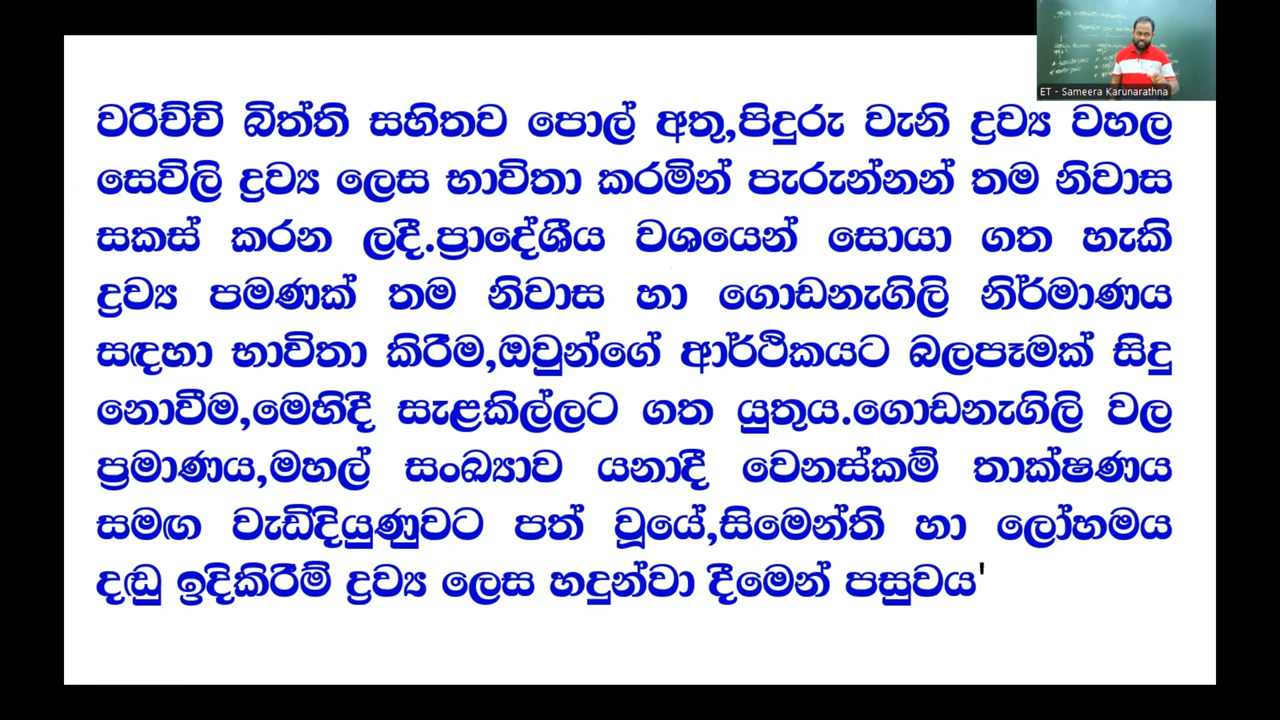 ET - Sameera Karunarathna
වරිච්චි බිත්ති සහිතව පොල් අතු,පිදුරු වැනි ද්‍රව්‍ය වහල
සෙවිලි ද්‍රව්‍ය ලෙස භාවිතා කරමින් පැරුන්නන් තම නිවාස
සකස් කරන ලදී.ප්‍රාදේශීය වශයෙන් සොයා ගත හැකි
ද්‍රව්‍ය පමණක් තම නිවාස හා ගොඩනැගිලි නිර්මාණය
සඳහා භාවිතා කිරීම,ඔවුන්ගේ ආර්ථිකයට බලපෑමක් සිදු
නොවීම,මෙහිදී සැළකිල්ලට ගත යුතුය.ගොඩනැගිලි වල
ප්‍රමාණය,මහල් සංඛ්‍යාව යනාදී වෙනස්කම් තාක්ෂණය
සමඟ වැඩිදියුණුවට පත් වූයේ,සිමෙන්ති හා ලෝහමය
දඬු ඉදිකිරීම් ද්‍රව්‍ය ලෙස හදුන්වා දීමෙන් පසුවය'